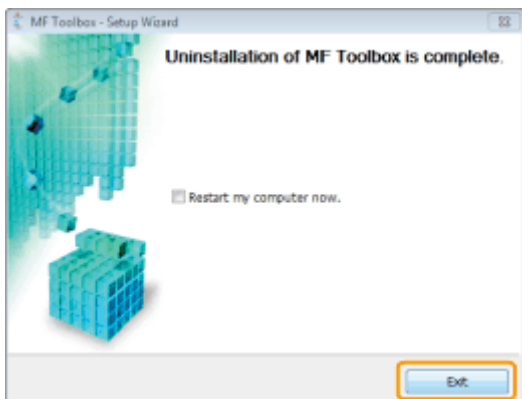 MF Toolbox - Setup Wizard
Uninstallation of MF Toolbox is complete.
Restart my computer now.
Exit